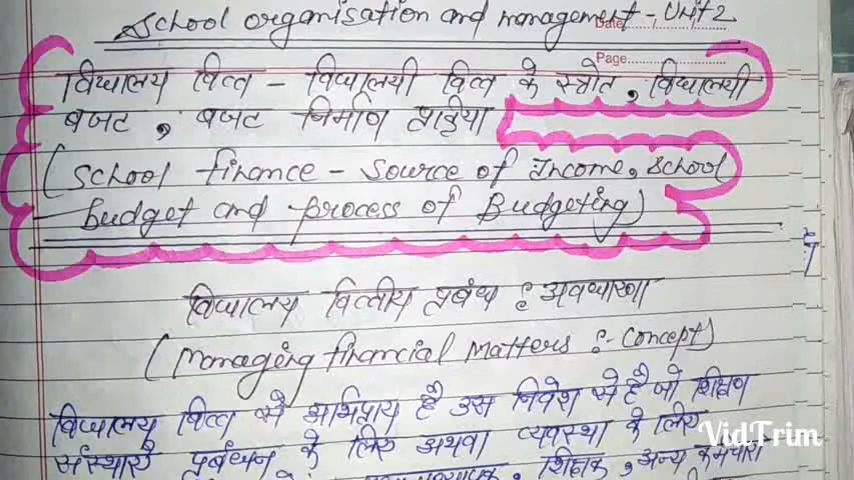 School organisation and management - Unit 2
Date
Page
विघालय वित्त - विघालयी वित्त के स्त्रोत, विघालयी
बजट, बजट निर्माण प्रक्रिया
(School finance - Source of Income, School
budget and process of Budgeting)
विघालय वित्तीय प्रबंध : अवधारणा
(Managing financial Matters :- Concept)
विघालय वित्त से अभिप्राय है उस निवेश से है जो शिक्षण
संस्थाएं प्रबंधन के लिए अथवा व्यवस्था के लिए
शिक्षक, अन्य कर्मचारी
VidTrim